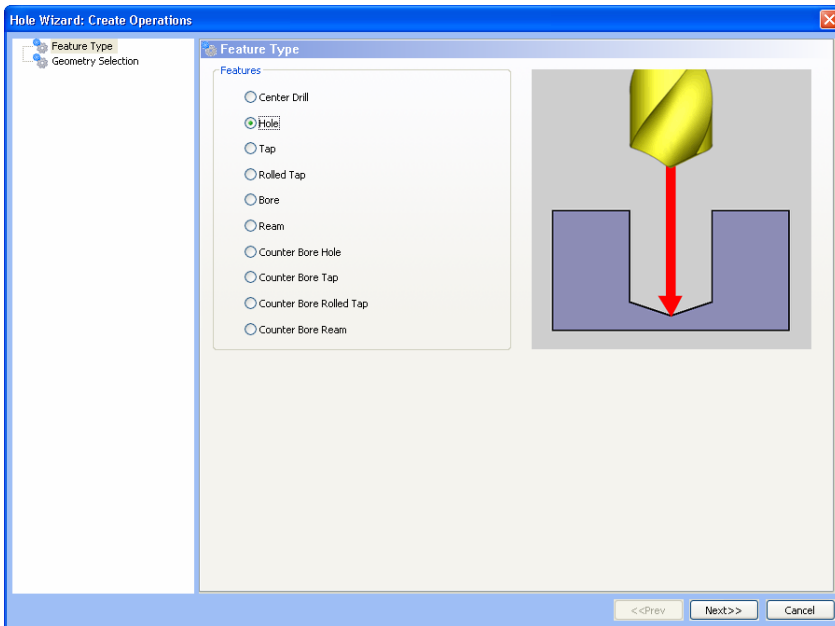 Hole Wizard: Create Operations
Feature Type
Geometry Selection
Feature Type
Features
Center Drill
Hole
Tap
Rolled Tap
Bore
Ream
Counter Bore Hole
Counter Bore Tap
Counter Bore Rolled Tap
Counter Bore Ream
<<Prev
Next>>
Cancel